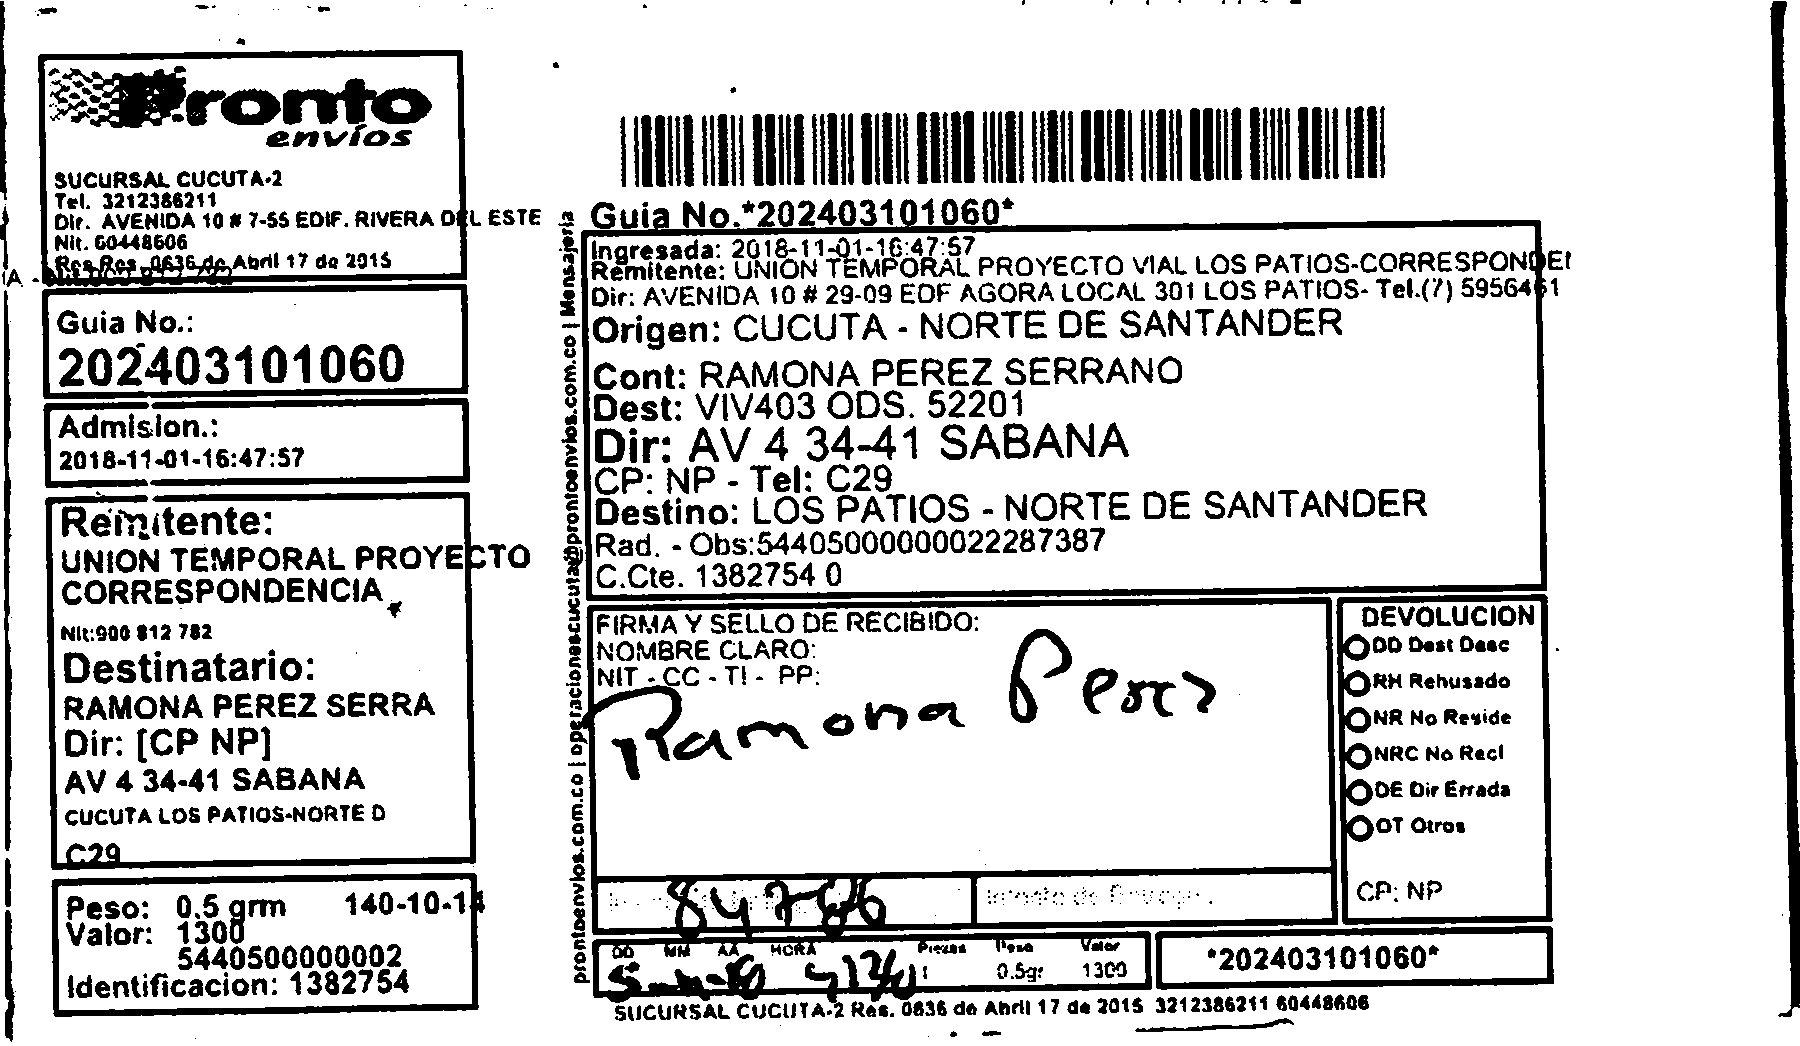 Pronto
envíos
SUCURSAL CUCUTA-2
Tel. 3212386211
Dir. AVENIDA 10 # 7-55 EDIF. RIVERA DEL ESTE
Nit. 60448606
Res Res. 0636 de Abril 17 de 2015
Guia No.:
202403101060
Admision.:
2018-11-01-16:47:57
Remitente:
UNION TEMPORAL PROYECTO
CORRESPONDENCIA
Nit:900 812 782
Destinatario:
RAMONA PEREZ SERRA
Dir: [CP NP]
AV 4 34-41 SABANA
CUCUTA LOS PATIOS-NORTE D
C29
Peso: 0.5 grm 140-10-14
Valor: 1300
5440500000002
Identificacion: 1382754
prontoenvios.com.co | operacionescucuta@prontoenvios.com.co | Mensajeria
Guia No.*202403101060*
Ingresada: 2018-11-01-16:47:57
Remitente: UNION TEMPORAL PROYECTO VIAL LOS PATIOS-CORRESPONDEN
Dir: AVENIDA 10 # 29-09 EDF AGORA LOCAL 301 LOS PATIOS- Tel.(7) 5956461
Origen: CUCUTA - NORTE DE SANTANDER
Cont: RAMONA PEREZ SERRANO
Dest: VIV403 ODS. 52201
Dir: AV 4 34-41 SABANA
CP: NP - Tel: C29
Destino: LOS PATIOS - NORTE DE SANTANDER
Rad. - Obs:54405000000022287387
C.Cte. 1382754 0
FIRMA Y SELLO DE RECIBIDO:
NOMBRE CLARO:
NIT - CC - TI - PP:
Ramona Perez
DEVOLUCION
DD Dest Desc
RH Rehusado
NR No Reside
NRC No Recl
DE Dir Errada
OT Otros
CP: NP
Intento de Entrega
DD MM AA HORA Piezas Peso Valor
1 0.5gr 1300
*202403101060*
SUCURSAL CUCUTA-2 Res. 0636 de Abril 17 de 2015 3212386211 60448606